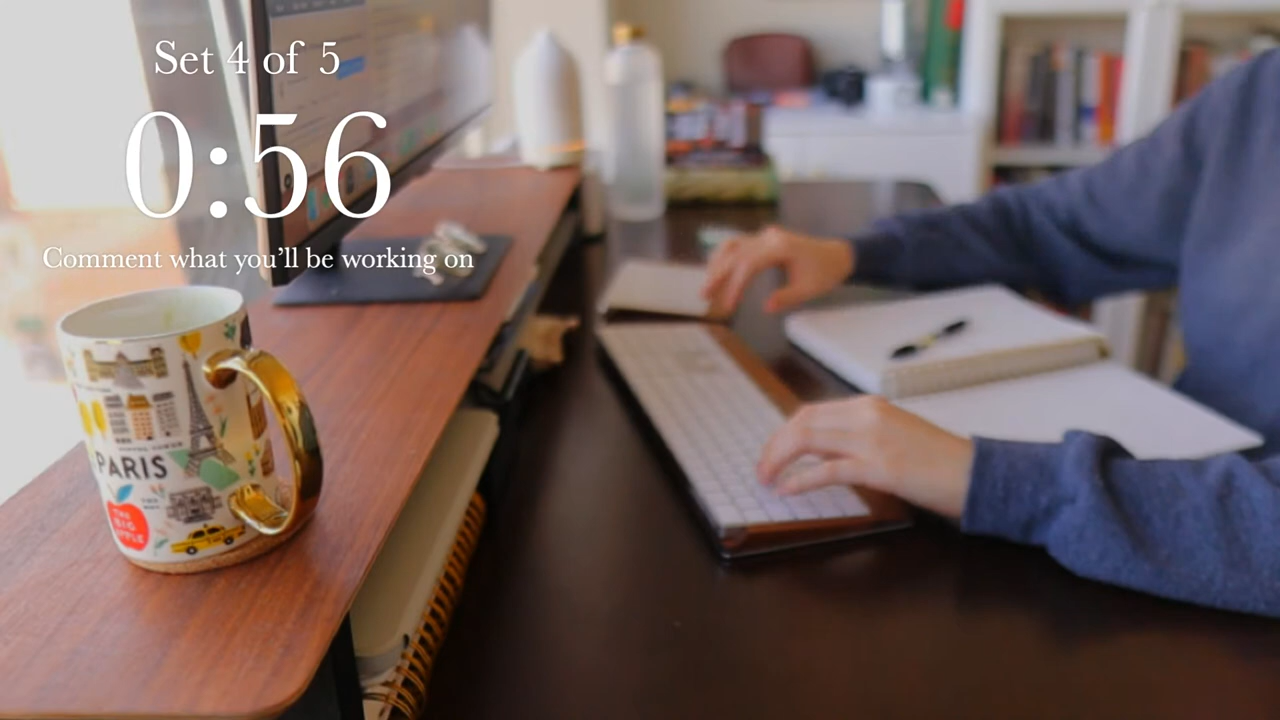 Set 4 of 5
0:56
Comment what you’ll be working on
PARIS
THE
BIG
APPLE